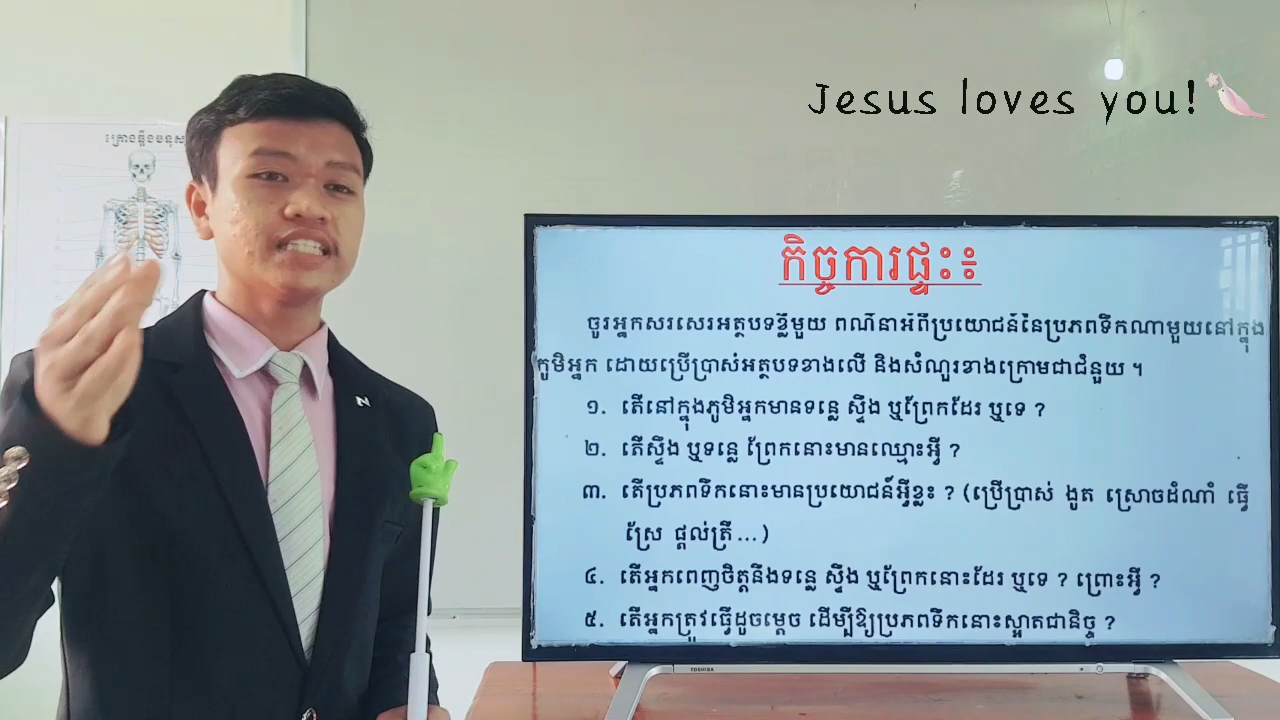 Jesus loves you!
គ្រោងឆ្អឹងមនុស្ស
កិច្ចការផ្ទះ៖
ចូរអ្នកសរសេរអត្ថបទខ្លីមួយ ពណ៌នាអំពីប្រយោជន៍នៃប្រភពទឹកណាមួយនៅក្នុង
ភូមិអ្នក ដោយប្រើប្រាស់អត្ថបទខាងលើ និងសំណួរខាងក្រោមជាជំនួយ ។
១. តើនៅក្នុងភូមិអ្នកមានទន្លេ ស្ទឹង ឬព្រែកដែរ ឬទេ ?
២. តើស្ទឹង ឬទន្លេ ព្រែកនោះមានឈ្មោះអ្វី ?
៣. តើប្រភពទឹកនោះមានប្រយោជន៍អ្វីខ្លះ ? (ប្រើប្រាស់ ងូត ស្រោចដំណាំ ធ្វើ
ស្រែ ផ្តល់ត្រី...)
៤. តើអ្នកពេញចិត្តនឹងទន្លេ ស្ទឹង ឬព្រែកនោះដែរ ឬទេ ? ព្រោះអ្វី ?
៥. តើអ្នកត្រូវធ្វើដូចម្តេច ដើម្បីឱ្យប្រភពទឹកនោះស្អាតជានិច្ច ?
TOSHIBA